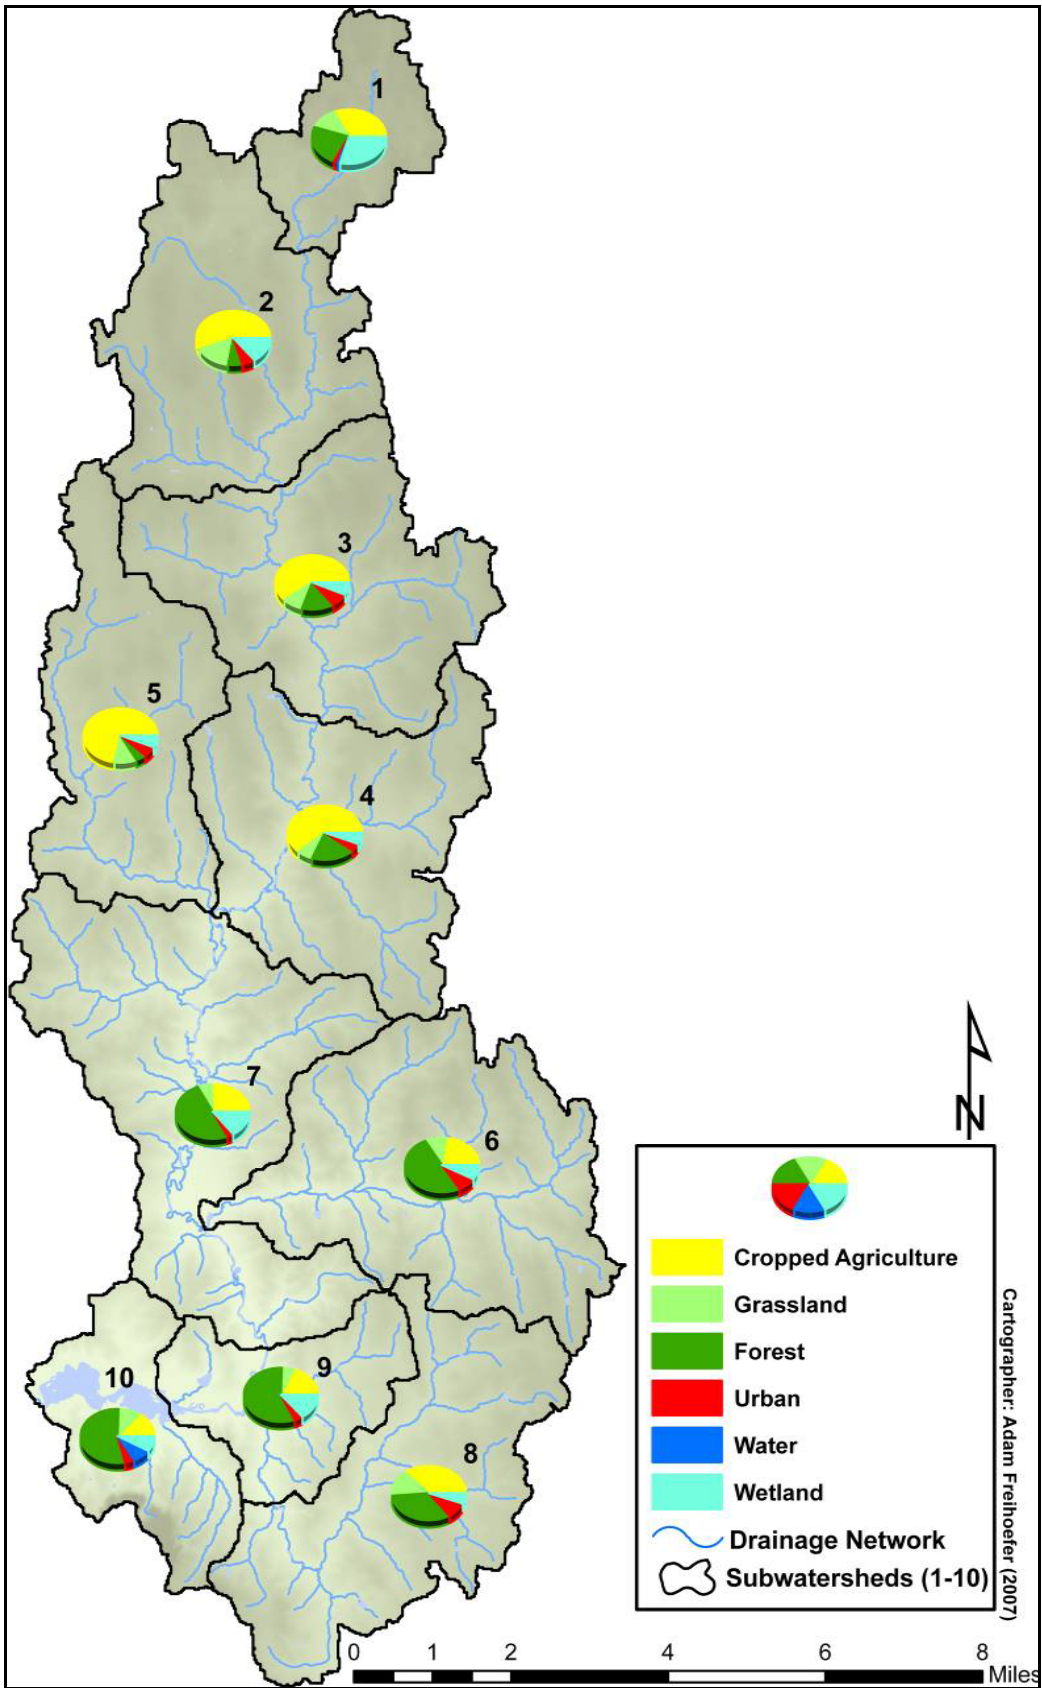 1
2
3
5
4
7
6
10
9
8
N
Cropped Agriculture
Grassland
Forest
Urban
Water
Wetland
Drainage Network
Subwatersheds (1-10)
Cartographer: Adam Freihoefer (2007)
0 1 2 4 6 8
Miles